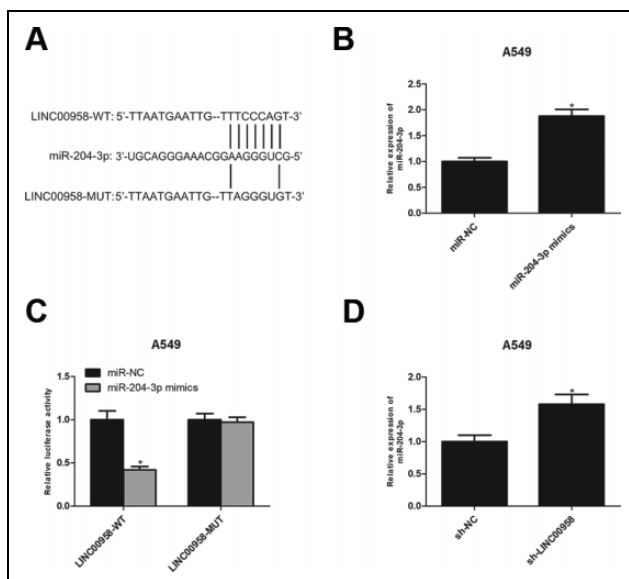 A
LINC00958-WT: 5'-TTAATGAATTG--TTTCCCAGT-3'
miR-204-3p: 3'-UGCAGGGAAACGGAAGGGUCG-5'
LINC00958-MUT: 5'-TTAATGAATTG--TTAGGGUGT-3'
B
A549
Relative expression of
miR-204-3p
2.5
2.0
1.5
1.0
0.5
0.0
*
miR-NC
miR-204-3p mimics
C
A549
miR-NC
miR-204-3p mimics
Relative luciferase activity
1.5
1.0
0.5
0.0
*
LINC00958-WT
LINC00958-MUT
D
A549
Relative expression of
miR-204-3p
2.0
1.5
1.0
0.5
0.0
*
sh-NC
sh-LINC00958